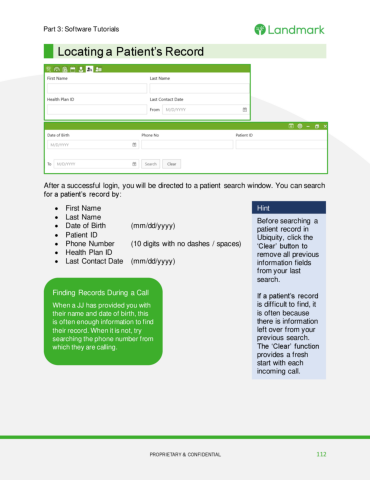 Part 3: Software Tutorials
Landmark
Locating a Patient's Record
First Name Last Name
Health Plan ID Last Contact Date
From M/D/YYYY
Date of Birth Phone No Patient ID
M/D/YYYY
To M/D/YYYY Search Clear
After a successful login, you will be directed to a patient search window. You can search
for a patient's record by:
• First Name
• Last Name
• Date of Birth (mm/dd/yyyy)
• Patient ID
• Phone Number (10 digits with no dashes / spaces)
• Health Plan ID
• Last Contact Date (mm/dd/yyyy)
Hint
Before searching a
patient record in
Ubiquity, click the
'Clear' button to
remove all previous
information fields
from your last
search.
If a patient's record
is difficult to find, it
is often because
there is information
left over from your
previous search.
The 'Clear' function
provides a fresh
start with each
incoming call.
Finding Records During a Call
When a JJ has provided you with
their name and date of birth, this
is often enough information to find
their record. When it is not, try
searching the phone number from
which they are calling.
PROPRIETARY & CONFIDENTIAL 112